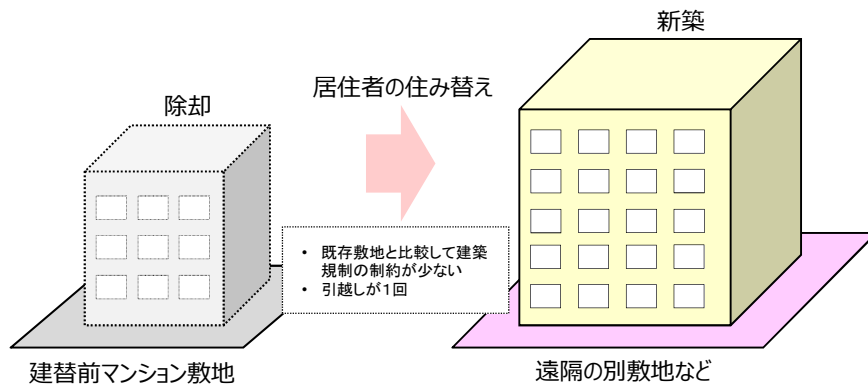 新築
居住者の住み替え
除却
• 既存敷地と比較して建築
規制の制約が少ない
• 引越しが１回
建替前マンション敷地
遠隔の別敷地など